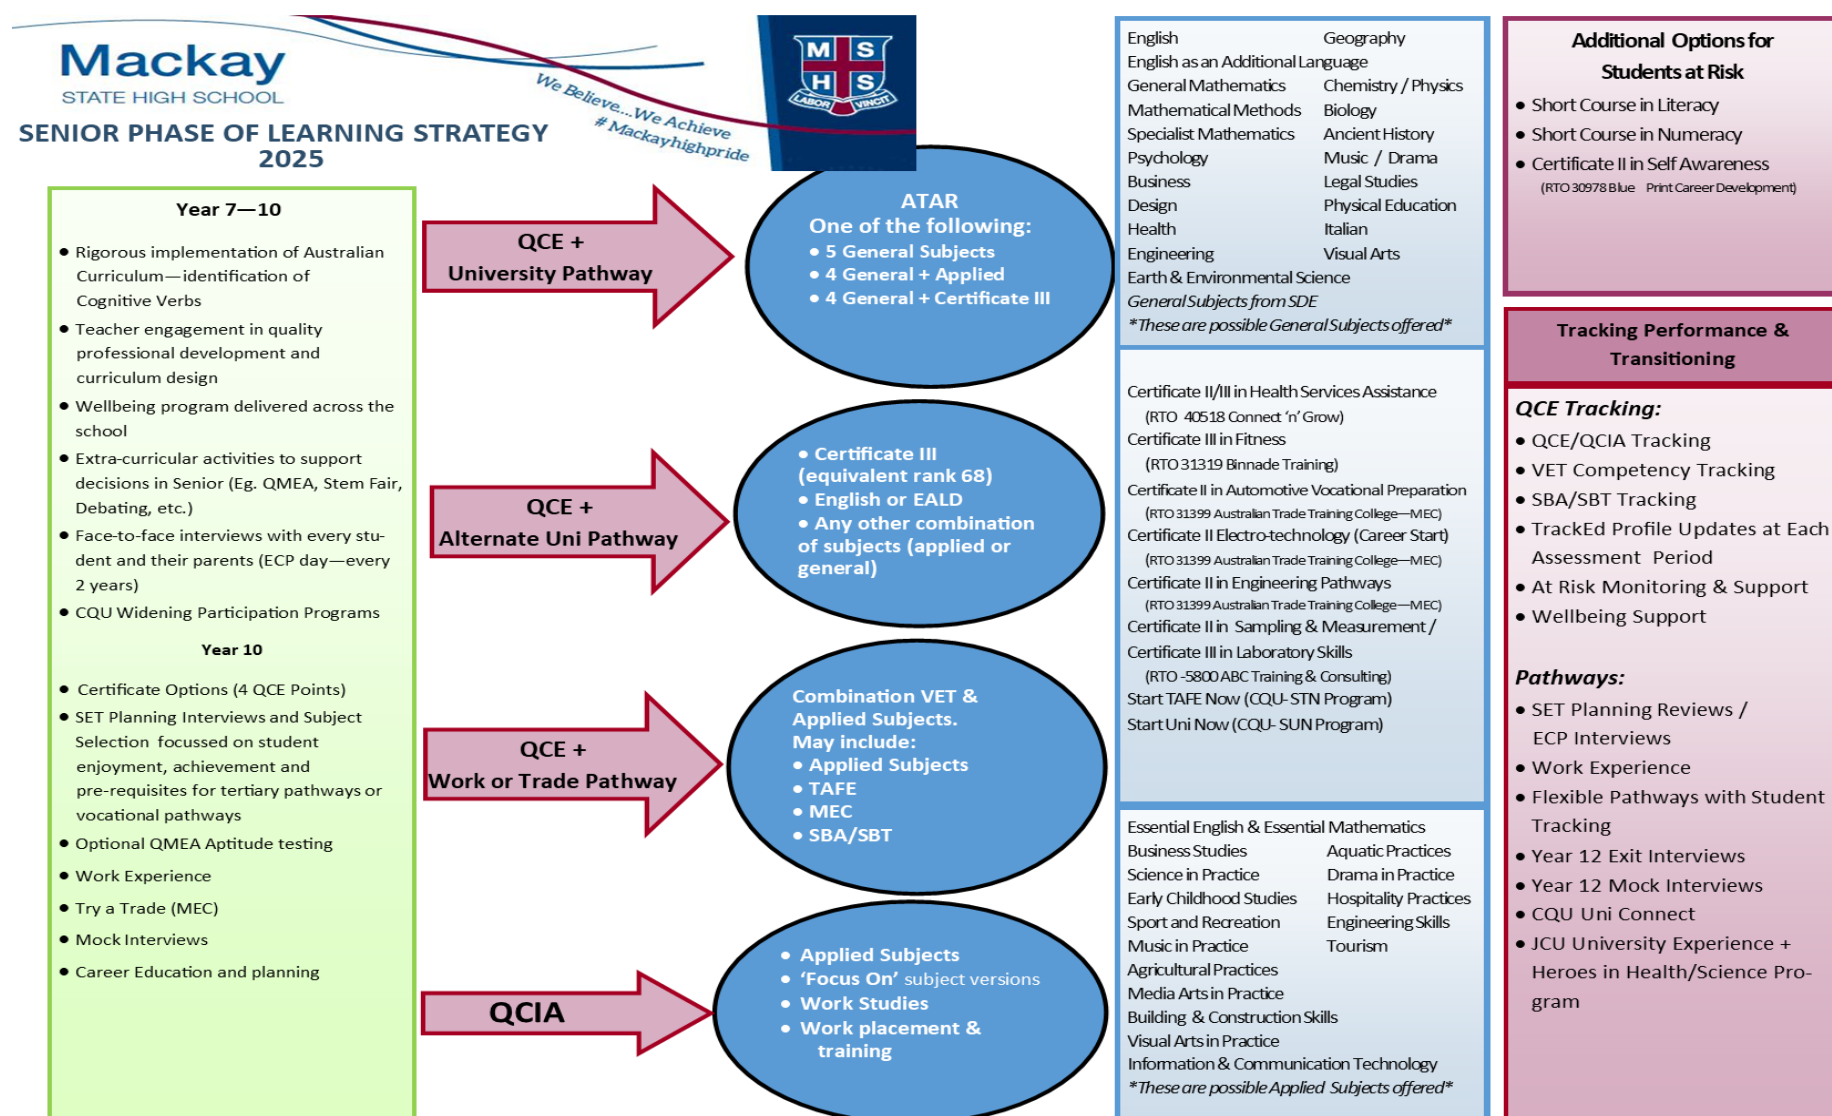 Mackay
STATE HIGH SCHOOL
We Believe....We Achieve
# Mackayhighpride
M S
H S
LABOR VINCIT
SENIOR PHASE OF LEARNING STRATEGY
2025
Year 7—10
● Rigorous implementation of Australian
Curriculum—identification of
Cognitive Verbs
● Teacher engagement in quality
professional development and
curriculum design
● Wellbeing program delivered across the
school
● Extra-curricular activities to support
decisions in Senior (Eg. QMEA, Stem Fair,
Debating, etc.)
● Face-to-face interviews with every stu-
dent and their parents (ECP day—every
2 years)
● CQU Widening Participation Programs
Year 10
● Certificate Options (4 QCE Points)
● SET Planning Interviews and Subject
Selection focussed on student
enjoyment, achievement and
pre-requisites for tertiary pathways or
vocational pathways
● Optional QMEA Aptitude testing
● Work Experience
● Try a Trade (MEC)
● Mock Interviews
● Career Education and planning
QCE +
University Pathway
QCE +
Alternate Uni Pathway
QCE +
Work or Trade Pathway
QCIA
ATAR
One of the following:
● 5 General Subjects
● 4 General + Applied
● 4 General + Certificate III
● Certificate III
(equivalent rank 68)
● English or EALD
● Any other combination
of subjects (applied or
general)
Combination VET &
Applied Subjects.
May include:
● Applied Subjects
● TAFE
● MEC
● SBA/SBT
● Applied Subjects
● ‘Focus On’ subject versions
● Work Studies
● Work placement &
training
English Geography
English as an Additional Language
General Mathematics Chemistry / Physics
Mathematical Methods Biology
Specialist Mathematics Ancient History
Psychology Music / Drama
Business Legal Studies
Design Physical Education
Health Italian
Engineering Visual Arts
Earth & Environmental Science
General Subjects from SDE
*These are possible General Subjects offered*
Certificate II/III in Health Services Assistance
(RTO 40518 Connect ‘n’ Grow)
Certificate III in Fitness
(RTO 31319 Binnade Training)
Certificate II in Automotive Vocational Preparation
(RTO 31399 Australian Trade Training College—MEC)
Certificate II Electro-technology (Career Start)
(RTO 31399 Australian Trade Training College—MEC)
Certificate II in Engineering Pathways
(RTO 31399 Australian Trade Training College—MEC)
Certificate II in Sampling & Measurement /
Certificate III in Laboratory Skills
(RTO -5800 ABC Training & Consulting)
Start TAFE Now (CQU- STN Program)
Start Uni Now (CQU- SUN Program)
Essential English & Essential Mathematics
Business Studies Aquatic Practices
Science in Practice Drama in Practice
Early Childhood Studies Hospitality Practices
Sport and Recreation Engineering Skills
Music in Practice Tourism
Agricultural Practices
Media Arts in Practice
Building & Construction Skills
Visual Arts in Practice
Information & Communication Technology
*These are possible Applied Subjects offered*
Additional Options for
Students at Risk
● Short Course in Literacy
● Short Course in Numeracy
● Certificate II in Self Awareness
(RTO 30978 Blue Print Career Development)
Tracking Performance &
Transitioning
QCE Tracking:
● QCE/QCIA Tracking
● VET Competency Tracking
● SBA/SBT Tracking
● TrackEd Profile Updates at Each
Assessment Period
● At Risk Monitoring & Support
● Wellbeing Support
Pathways:
● SET Planning Reviews /
ECP Interviews
● Work Experience
● Flexible Pathways with Student
Tracking
● Year 12 Exit Interviews
● Year 12 Mock Interviews
● CQU Uni Connect
● JCU University Experience +
Heroes in Health/Science Pro-
gram